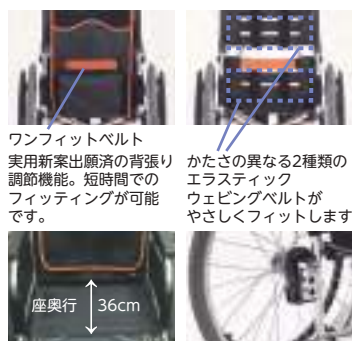 ワンフィットベルト
実用新案出願済の背張り
調節機能。短時間での
フィッティングが可能
です。
かたさの異なる2種類の
エラスティック
ウェビングベルトが
やさしくフィットします
座奥行 36cm